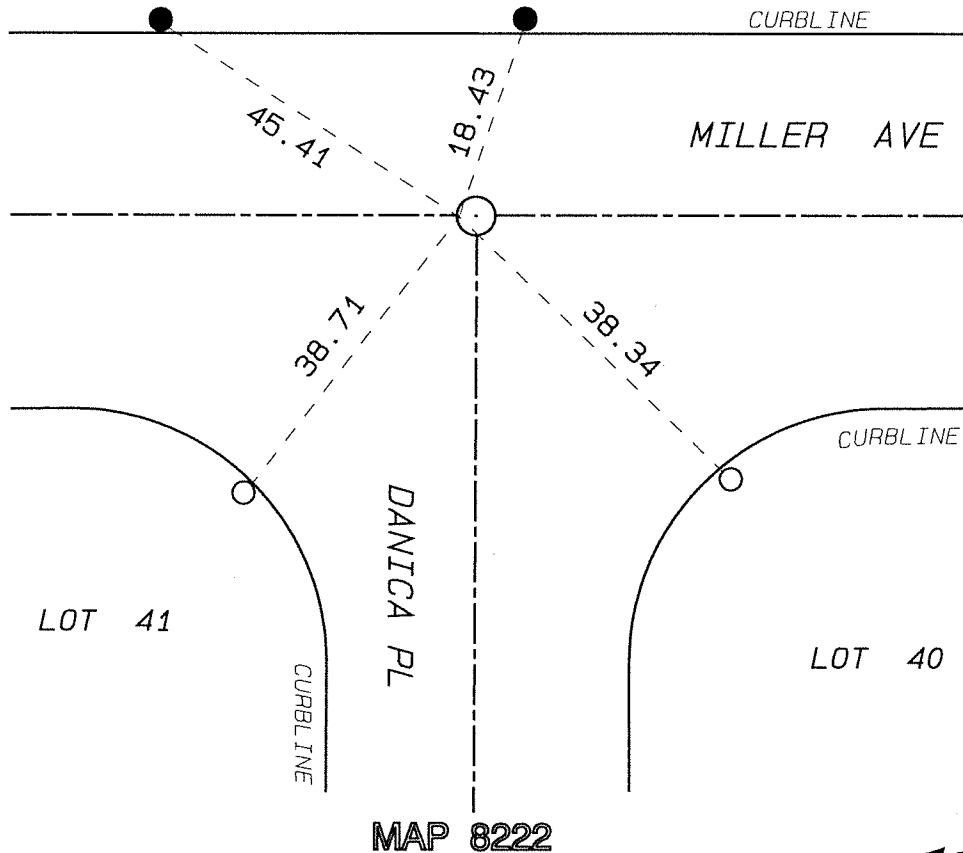 CURBLINE
45.41
18.43
MILLER AVE
38.71
38.34
CURBLINE
DANICA PL
LOT 41
LOT 40
CURBLINE
MAP 8222